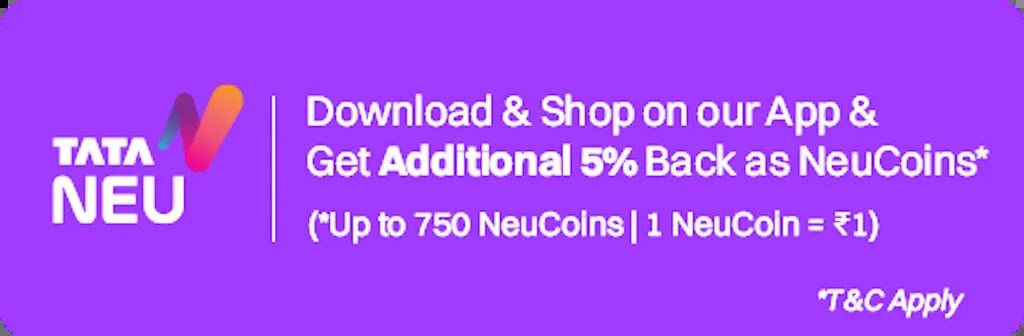 TATA
NEU
Download & Shop on our App &
Get Additional 5% Back as NeuCoins*
(*Up to 750 NeuCoins | 1 NeuCoin = ₹1)
*T&C Apply